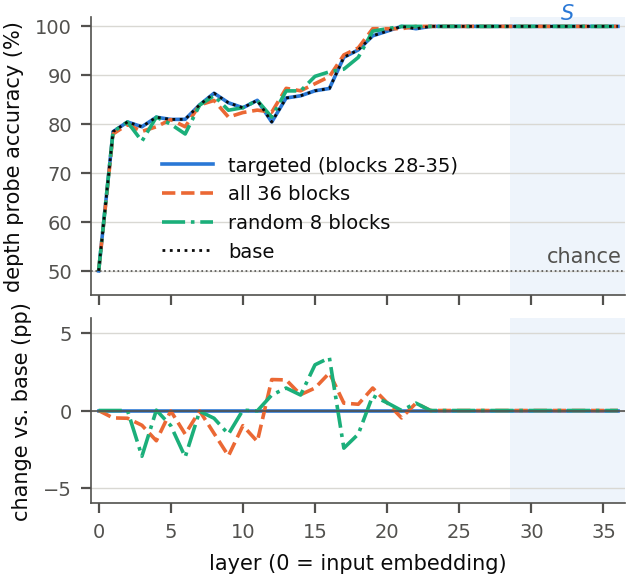 S
100
90
80
70
60
50
depth probe accuracy (%)
targeted (blocks 28-35)
all 36 blocks
random 8 blocks
base
chance
5
0
−5
change vs. base (pp)
0 5 10 15 20 25 30 35
layer (0 = input embedding)